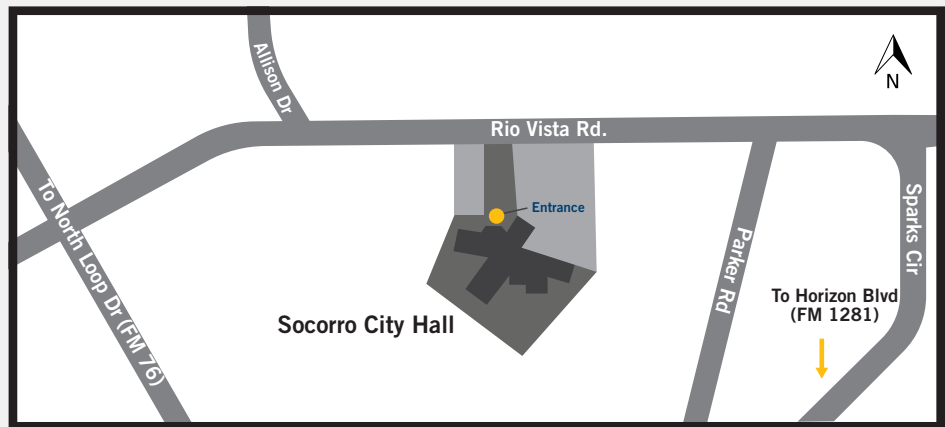 Allison Dr
N
Rio Vista Rd.
To North Loop Dr (FM 76)
Entrance
Sparks Cir
Parker Rd
To Horizon Blvd
(FM 1281)
Socorro City Hall